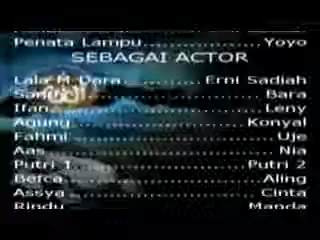 Penata Lampu....................Yoyo
SEBAGAI ACTOR
Lala M Dara....................Erni Sadiah
....................Bara
Ifan....................Leny
Agung....................Konyal
Fahmi....................Uje
Aas....................Nia
Putri 1....................Putri 2
Berca....................Aling
Assya....................Cinta
Rindu....................Manda